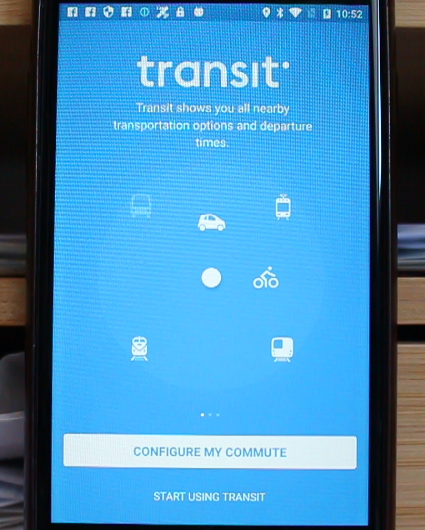 10:52
transit
Transit shows you all nearby
transportation options and departure
times.
CONFIGURE MY COMMUTE
START USING TRANSIT